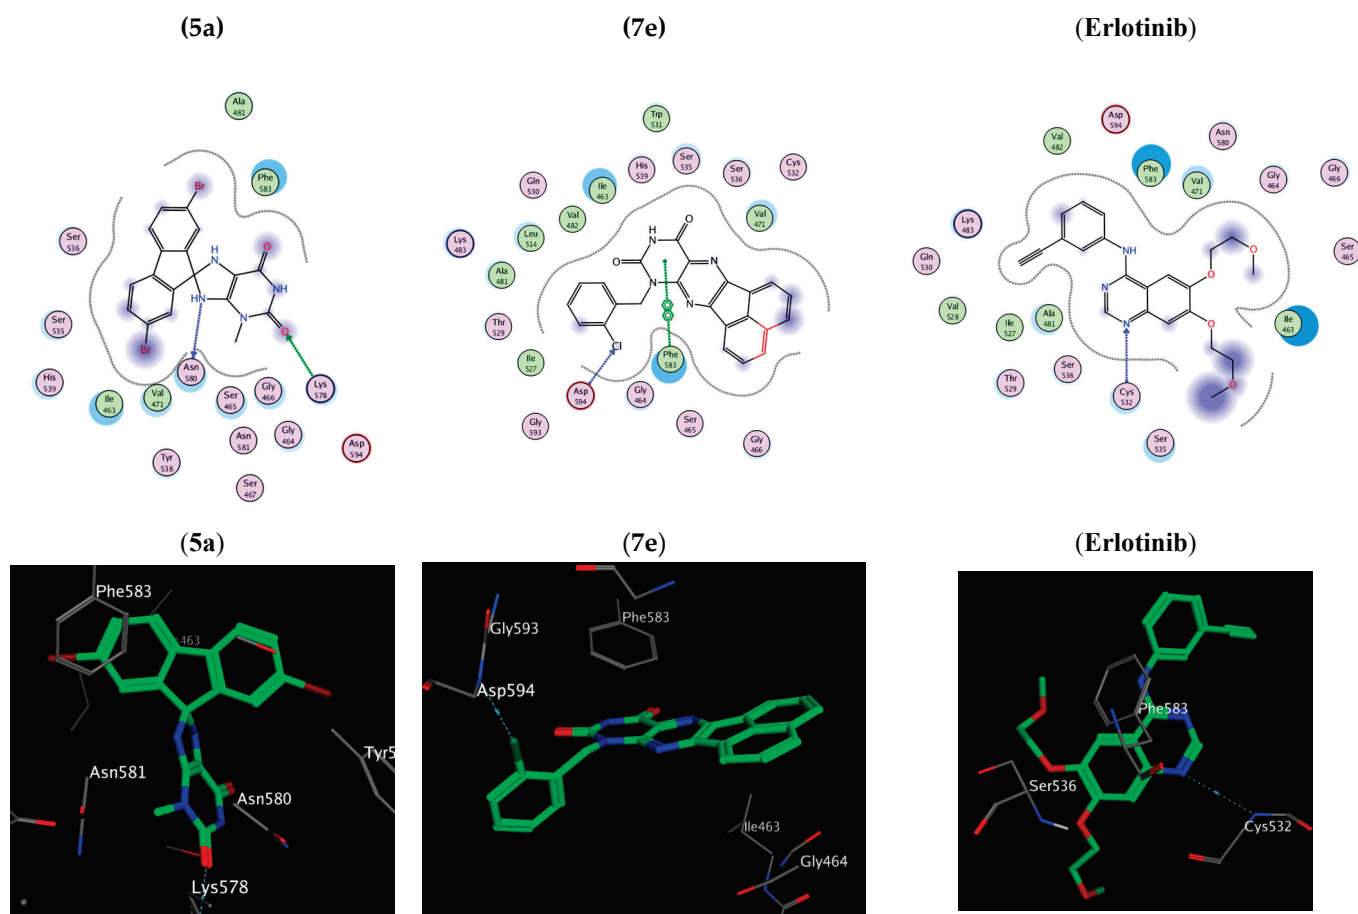 (5a)
(7e)
(Erlotinib)
Ala
481
Phe
583
Br
Ser
536
H
N
O
NH
HN
N
O
Br
Ser
535
His
539
Asn
580
Ile
463
Val
471
Ser
465
Gly
466
Lys
578
Tyr
538
Asn
581
Gly
464
Asp
594
Ser
467
Trp
531
Gln
530
Ile
463
His
539
Ser
535
Ser
536
Cys
532
Val
482
Val
471
Lys
483
Leu
514
Ala
481
O
HN
N
O
N
N
Thr
529
Cl
Ile
527
Phe
583
Asp
594
Gly
464
Gly
593
Ser
465
Gly
466
Asp
594
Val
482
Asn
580
Phe
583
Val
471
Gly
464
Gly
466
Lys
483
Gln
530
NH
O
O
Ser
465
N
N
O
O
Val
528
Ile
527
Ala
481
Ile
463
Thr
529
Ser
536
Cys
532
Ser
535
(5a)
(7e)
(Erlotinib)
Phe583
463
Asn581
Asn580
Tyr5
Lys578
Gly593
Phe583
Asp594
Ile463
Gly464
Phe583
Ser536
Cys532